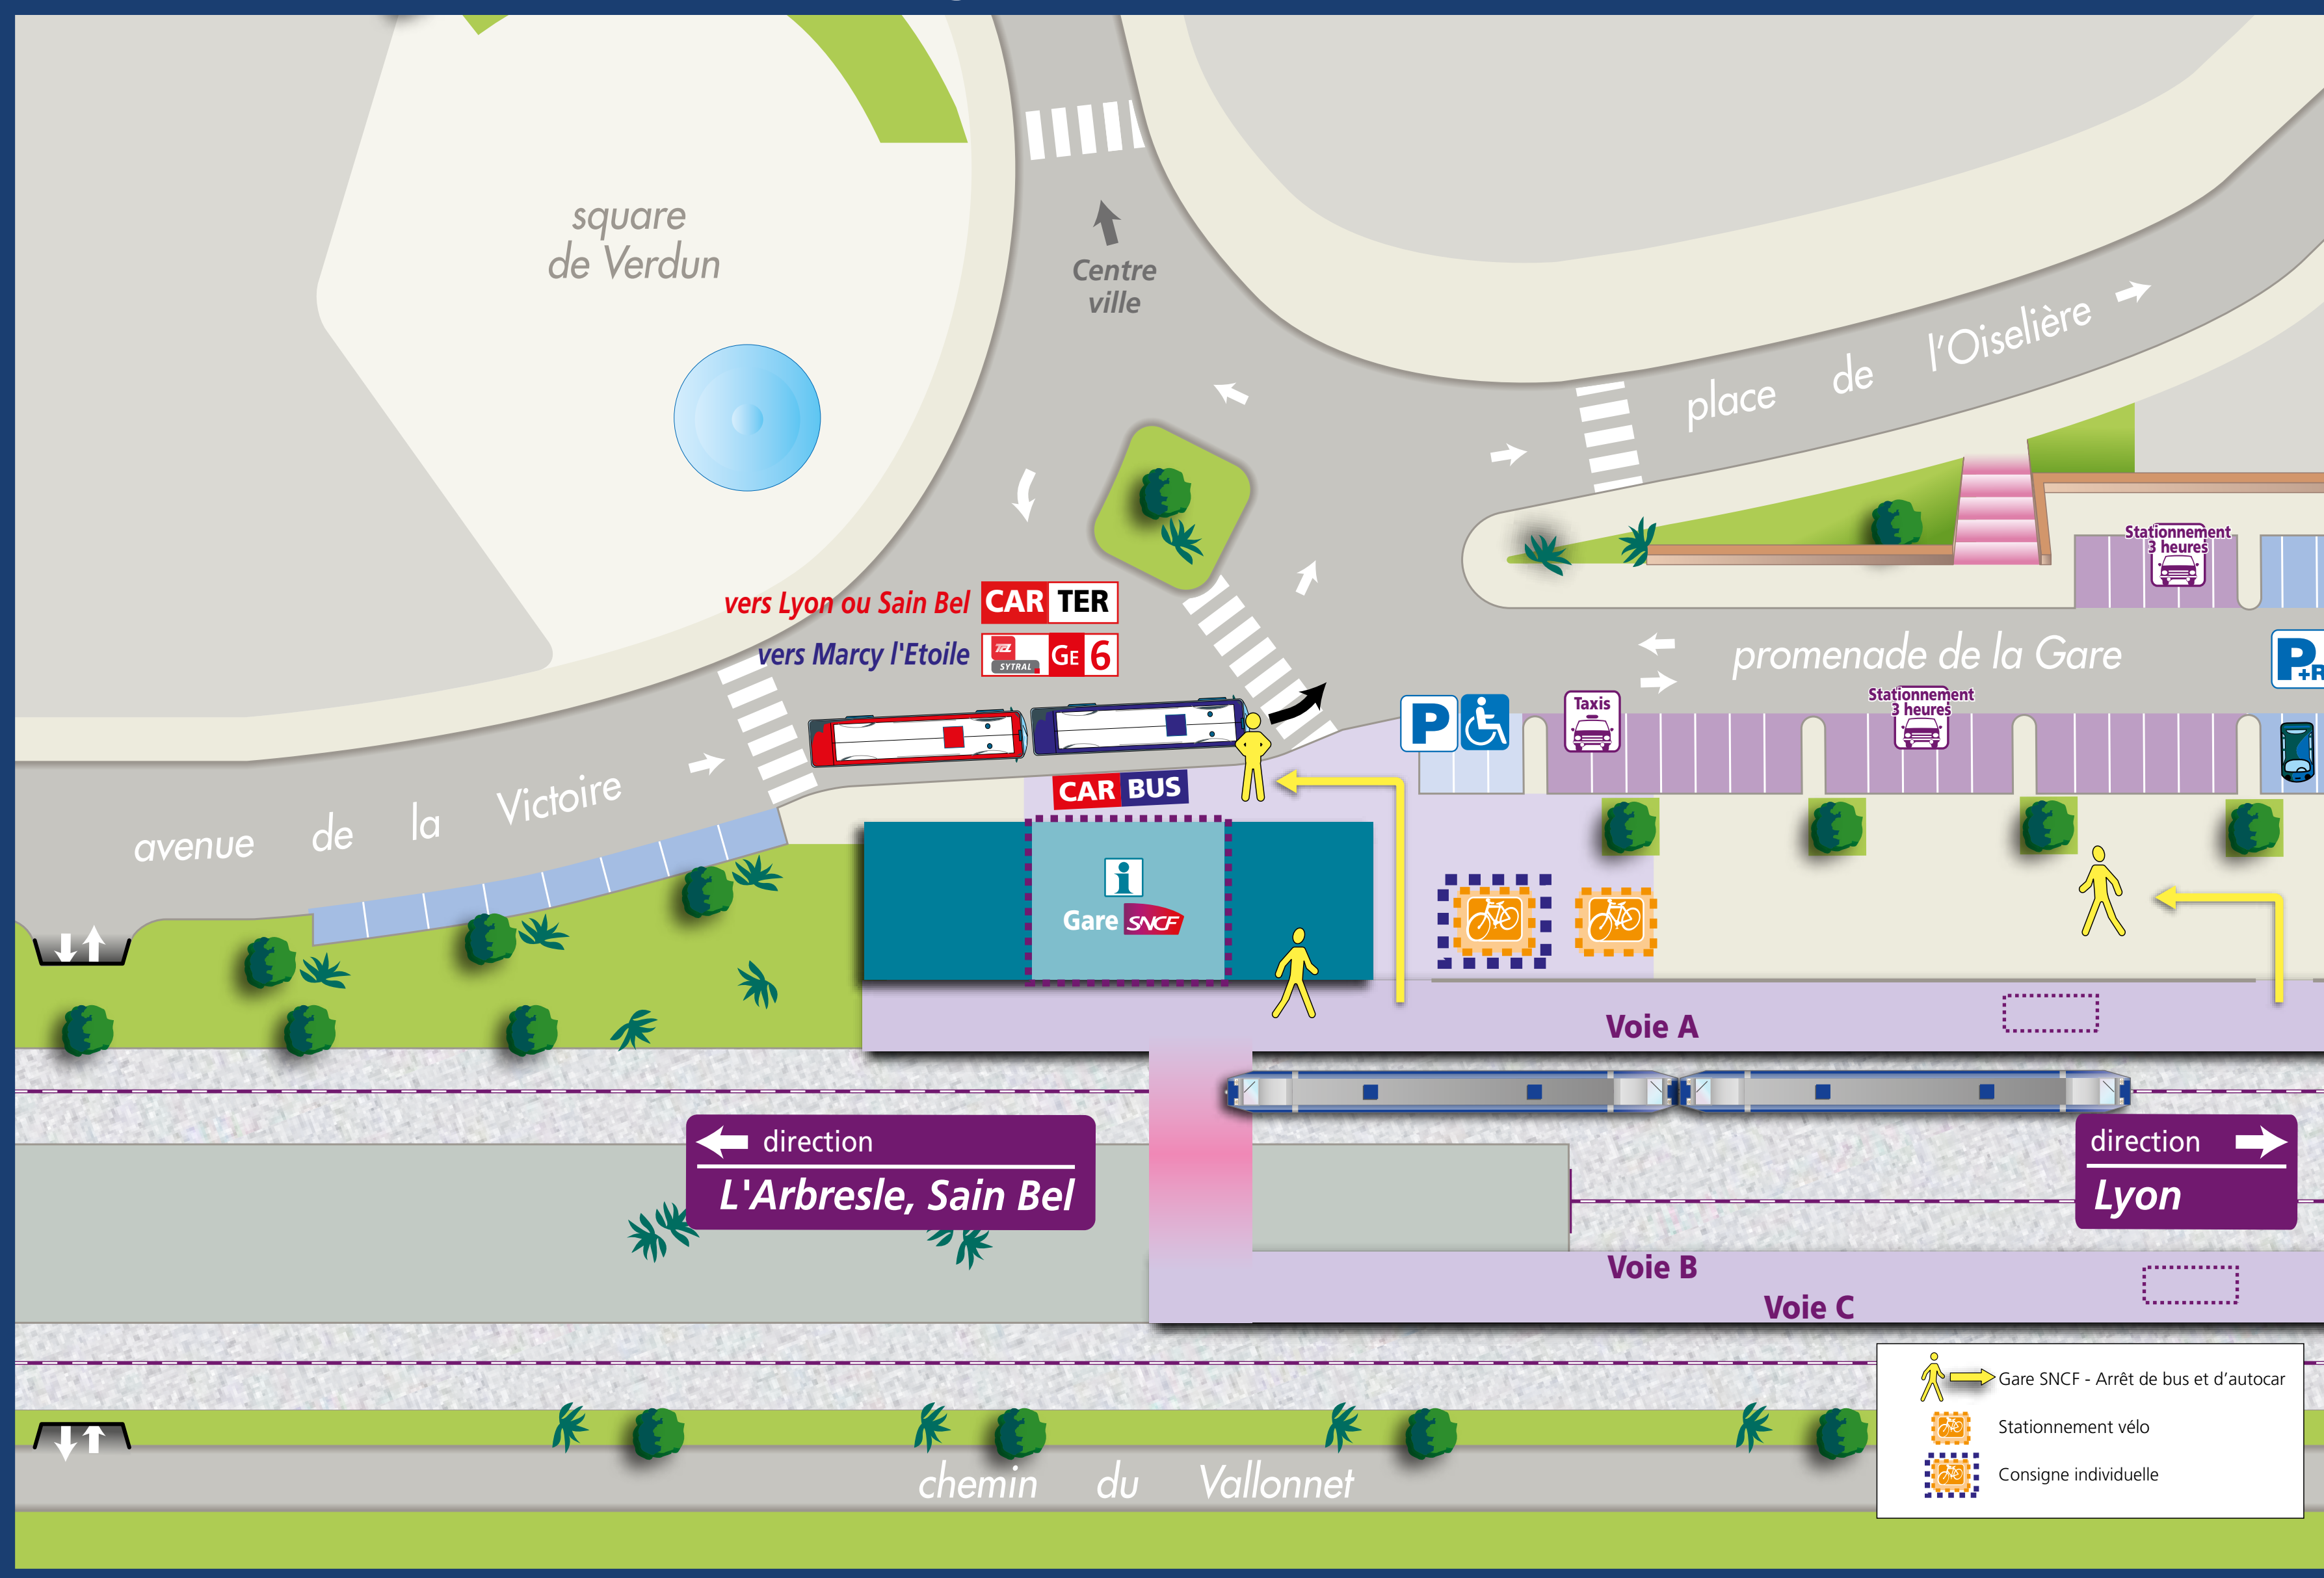 square
de Verdun
Centre
ville
place de l'Oiselière
Stationnement
3 heures
vers Lyon ou Sain Bel CAR TER
vers Marcy l'Etoile TCL SYTRAL GE 6
promenade de la Gare
P+R
P
Taxis
Stationnement
3 heures
avenue de la Victoire
CAR BUS
i
Gare SNCF
Voie A
direction
L'Arbresle, Sain Bel
direction
Lyon
Voie B
Voie C
Gare SNCF - Arrêt de bus et d'autocar
Stationnement vélo
Consigne individuelle
chemin du Vallonnet